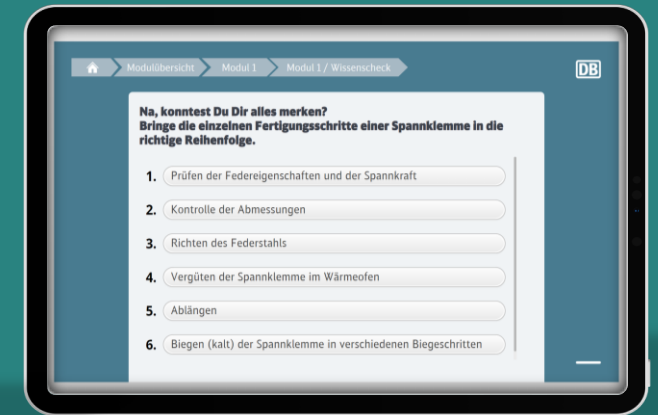 Modulübersicht
Modul 1
Modul 1 / Wissenscheck
DB
Na, konntest Du Dir alles merken?
Bringe die einzelnen Fertigungsschritte einer Spannklemme in die
richtige Reihenfolge.
1. Prüfen der Federeigenschaften und der Spannkraft
2. Kontrolle der Abmessungen
3. Richten des Federstahls
4. Vergüten der Spannklemme im Wärmeofen
5. Ablängen
6. Biegen (kalt) der Spannklemme in verschiedenen Biegeschritten